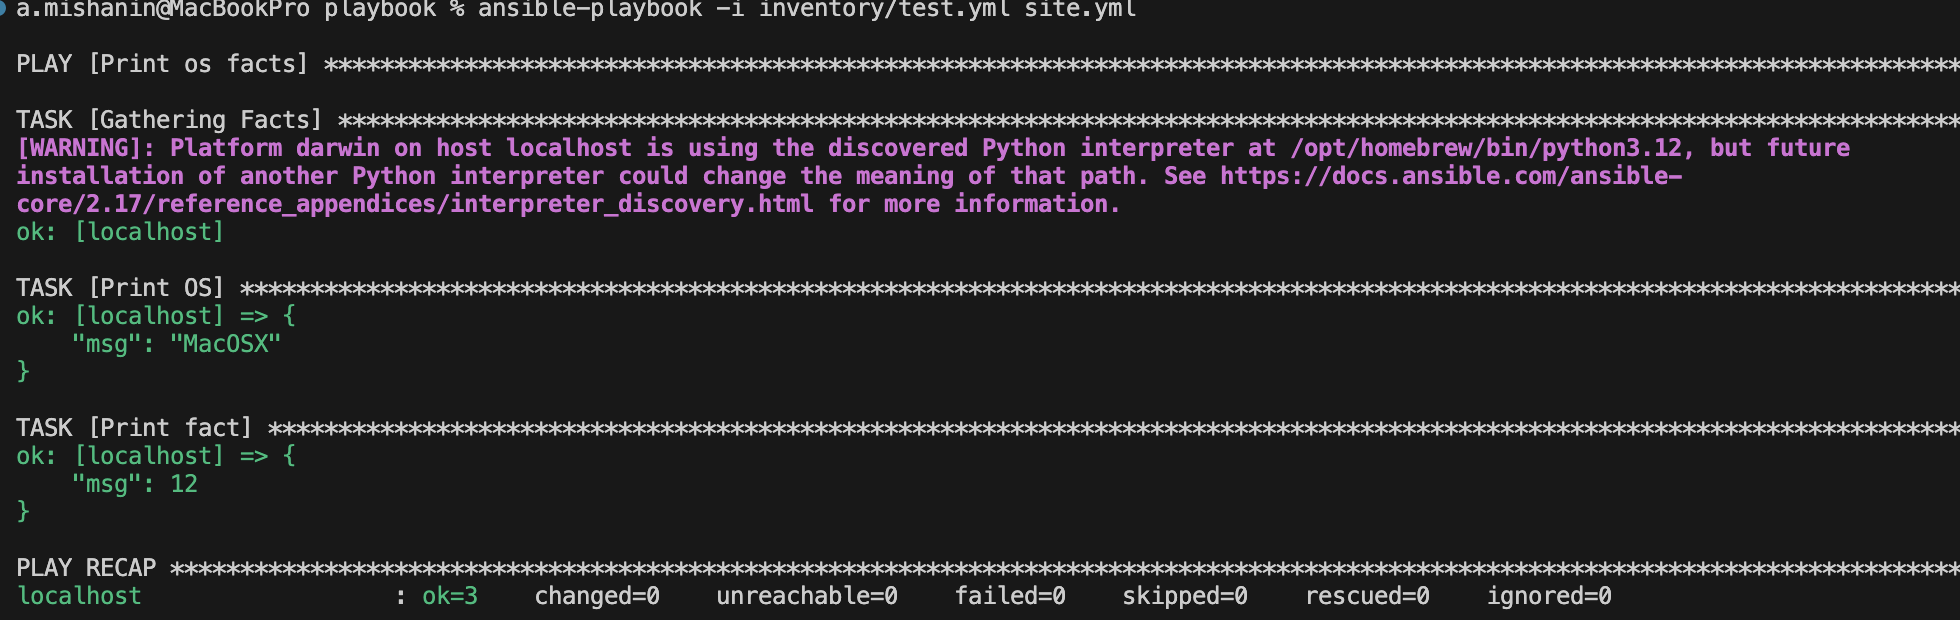 a.mishanin@MacBookPro playbook % ansible-playbook -i inventory/test.yml site.yml
PLAY [Print os facts] *********************************************************************************************************************
TASK [Gathering Facts] ********************************************************************************************************************
[WARNING]: Platform darwin on host localhost is using the discovered Python interpreter at /opt/homebrew/bin/python3.12, but future
installation of another Python interpreter could change the meaning of that path. See https://docs.ansible.com/ansible-
core/2.17/reference_appendices/interpreter_discovery.html for more information.
ok: [localhost]
TASK [Print OS] ***************************************************************************************************************************
ok: [localhost] => {
    "msg": "MacOSX"
}
TASK [Print fact] *************************************************************************************************************************
ok: [localhost] => {
    "msg": 12
}
PLAY RECAP ********************************************************************************************************************************
localhost                  : ok=3    changed=0    unreachable=0    failed=0    skipped=0    rescued=0    ignored=0